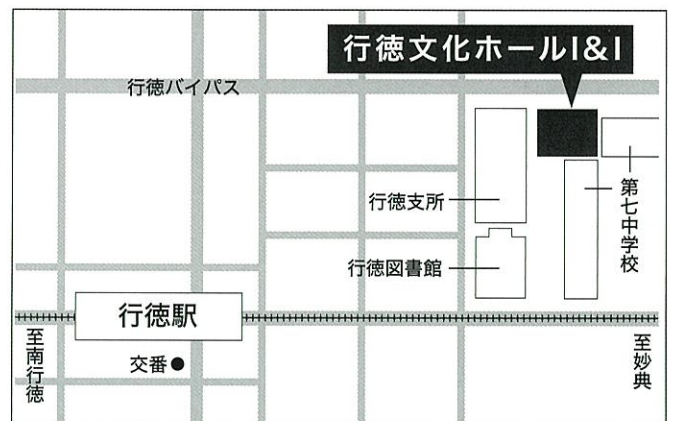 行徳文化ホールI&I
行徳バイパス
行徳支所
第七中学校
行徳図書館
行徳駅
至南行徳
交番
至妙典